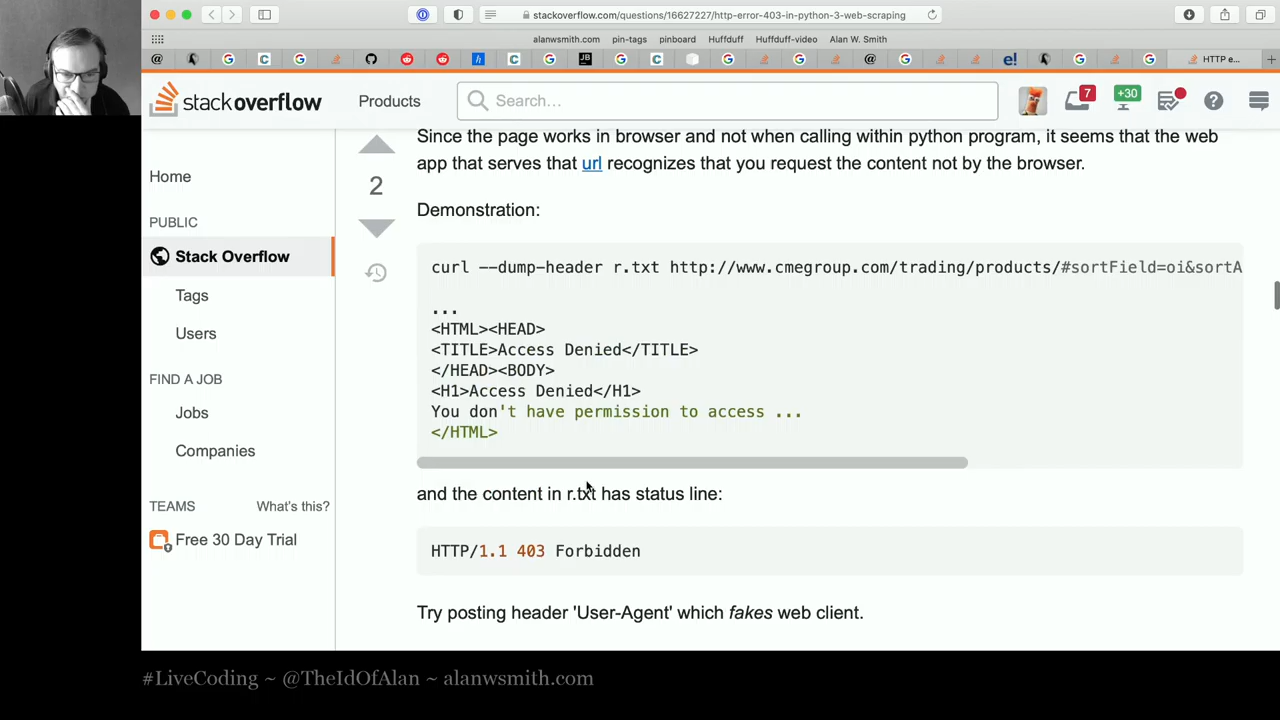 stackoverflow.com/questions/16627227/http-error-403-in-python-3-web-scraping
alanwsmith.com pin-tags pinboard Huffduff Huffduff-video Alan W. Smith
HTTP e...
stackoverflow
Products
Search...
7
+30
Home
PUBLIC
Stack Overflow
Tags
Users
FIND A JOB
Jobs
Companies
TEAMS What's this?
Free 30 Day Trial
2
Since the page works in browser and not when calling within python program, it seems that the web
app that serves that url recognizes that you request the content not by the browser.
Demonstration:
curl --dump-header r.txt http://www.cmegroup.com/trading/products/#sortField=oi&sortA
...
<HTML><HEAD>
<TITLE>Access Denied</TITLE>
</HEAD><BODY>
<H1>Access Denied</H1>
You don't have permission to access ...
</HTML>
and the content in r.txt has status line:
HTTP/1.1 403 Forbidden
Try posting header 'User-Agent' which fakes web client.
#LiveCoding ~ @TheIdOfAlan ~ alanwsmith.com